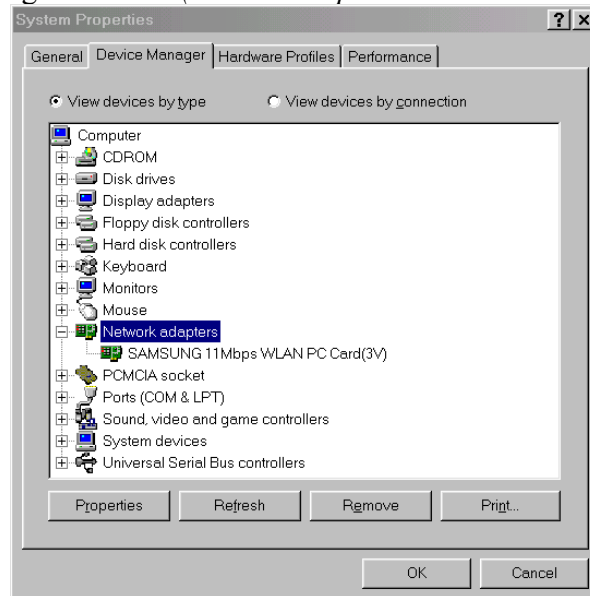 System Properties
General Device Manager Hardware Profiles Performance
View devices by type View devices by connection
Computer
CDROM
Disk drives
Display adapters
Floppy disk controllers
Hard disk controllers
Keyboard
Monitors
Mouse
Network adapters
SAMSUNG 11Mbps WLAN PC Card(3V)
PCMCIA socket
Ports (COM & LPT)
Sound, video and game controllers
System devices
Universal Serial Bus controllers
Properties Refresh Remove Print...
OK Cancel